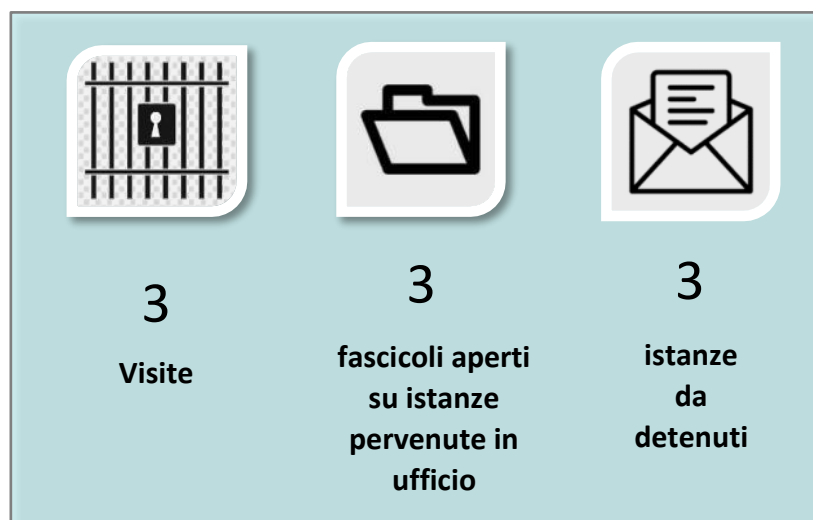 3
Visite
3
fascicoli aperti
su istanze
pervenute in
ufficio
3
istanze
da
detenuti